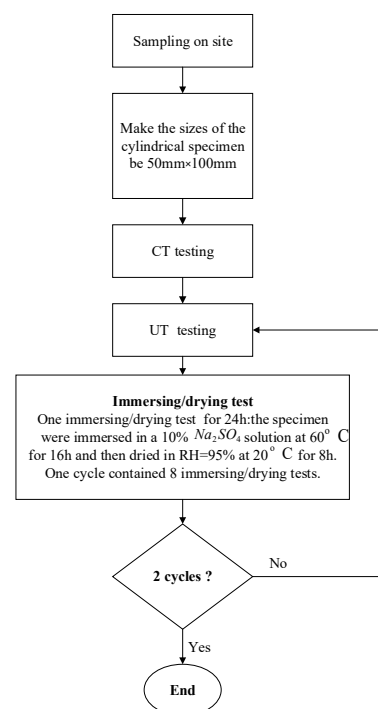 Sampling on site
Make the sizes of the
cylindrical specimen
be 50mm×100mm
CT testing
UT testing
Immersing/drying test
One immersing/drying test for 24h:the specimen
were immersed in a 10% Na₂SO₄ solution at 60° C
for 16h and then dried in RH=95% at 20° C for 8h.
One cycle contained 8 immersing/drying tests.
2 cycles ?
No
Yes
End